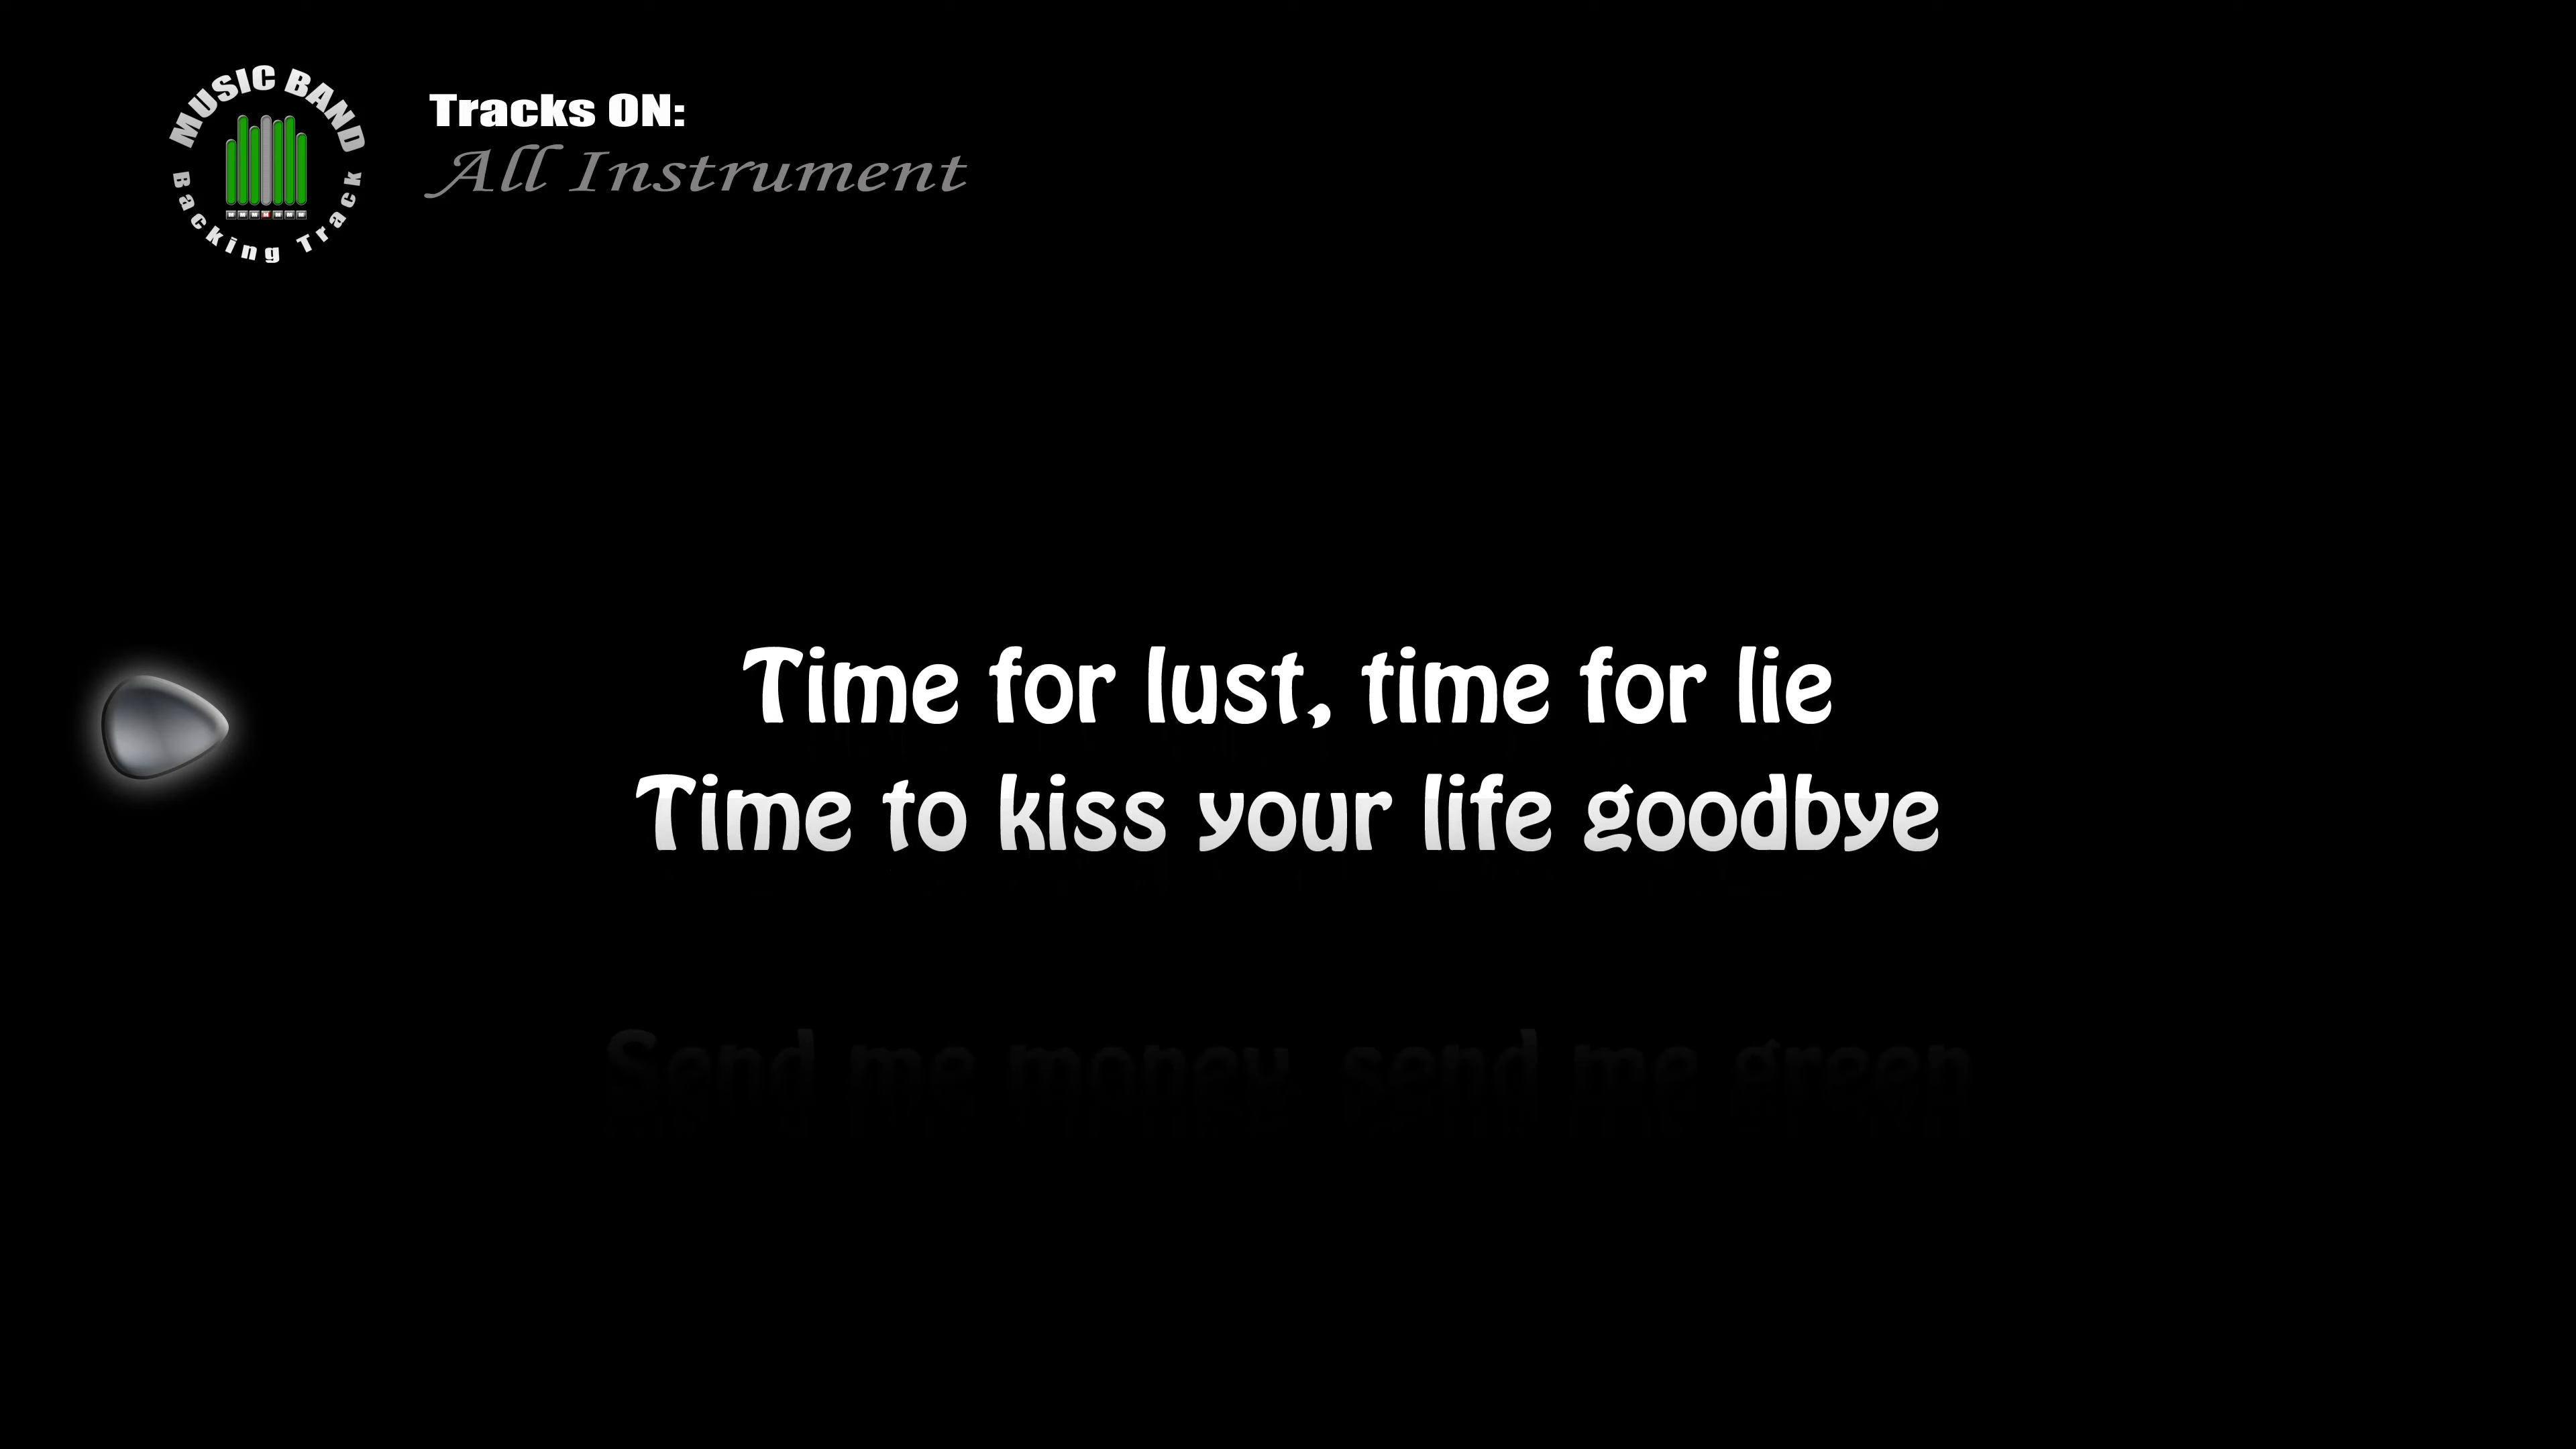 MUSIC BAND
Backing Track
Tracks ON:
All Instrument
Time for lust, time for lie
Time to kiss your life goodbye
Send me money, send me green